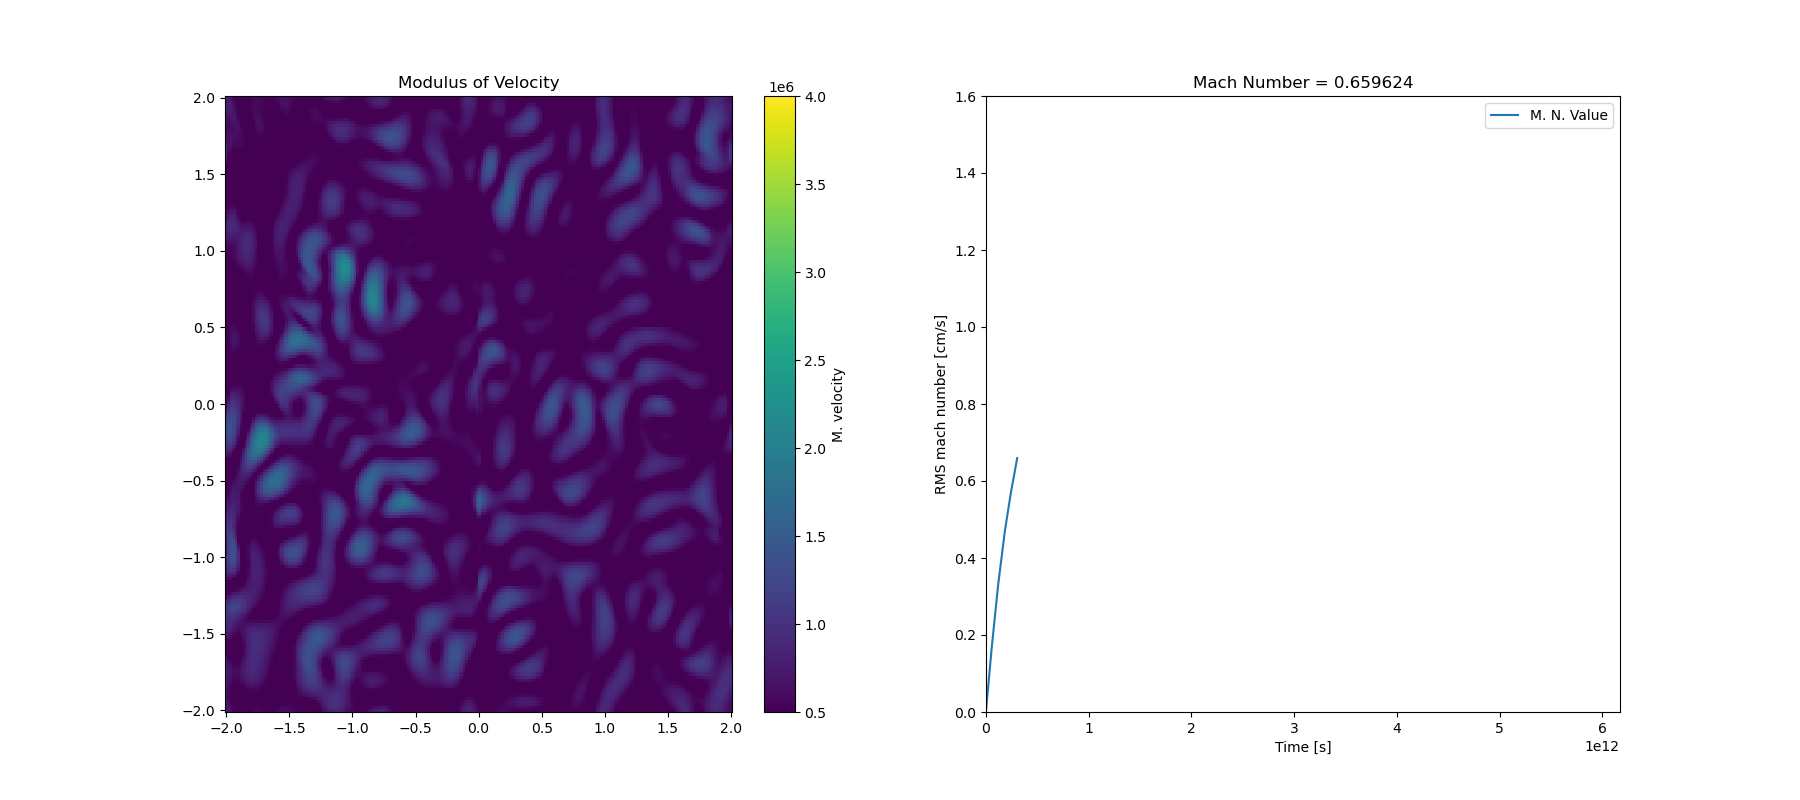 Modulus of Velocity
2.0
1.5
1.0
0.5
0.0
−0.5
−1.0
−1.5
−2.0
−2.0 −1.5 −1.0 −0.5 0.0 0.5 1.0 1.5 2.0
1e6
4.0
3.5
3.0
2.5
2.0
1.5
1.0
0.5
M. velocity
Mach Number = 0.659624
M. N. Value
1.6
1.4
1.2
1.0
0.8
0.6
0.4
0.2
0.0
RMS mach number [cm/s]
0 1 2 3 4 5 6
1e12
Time [s]